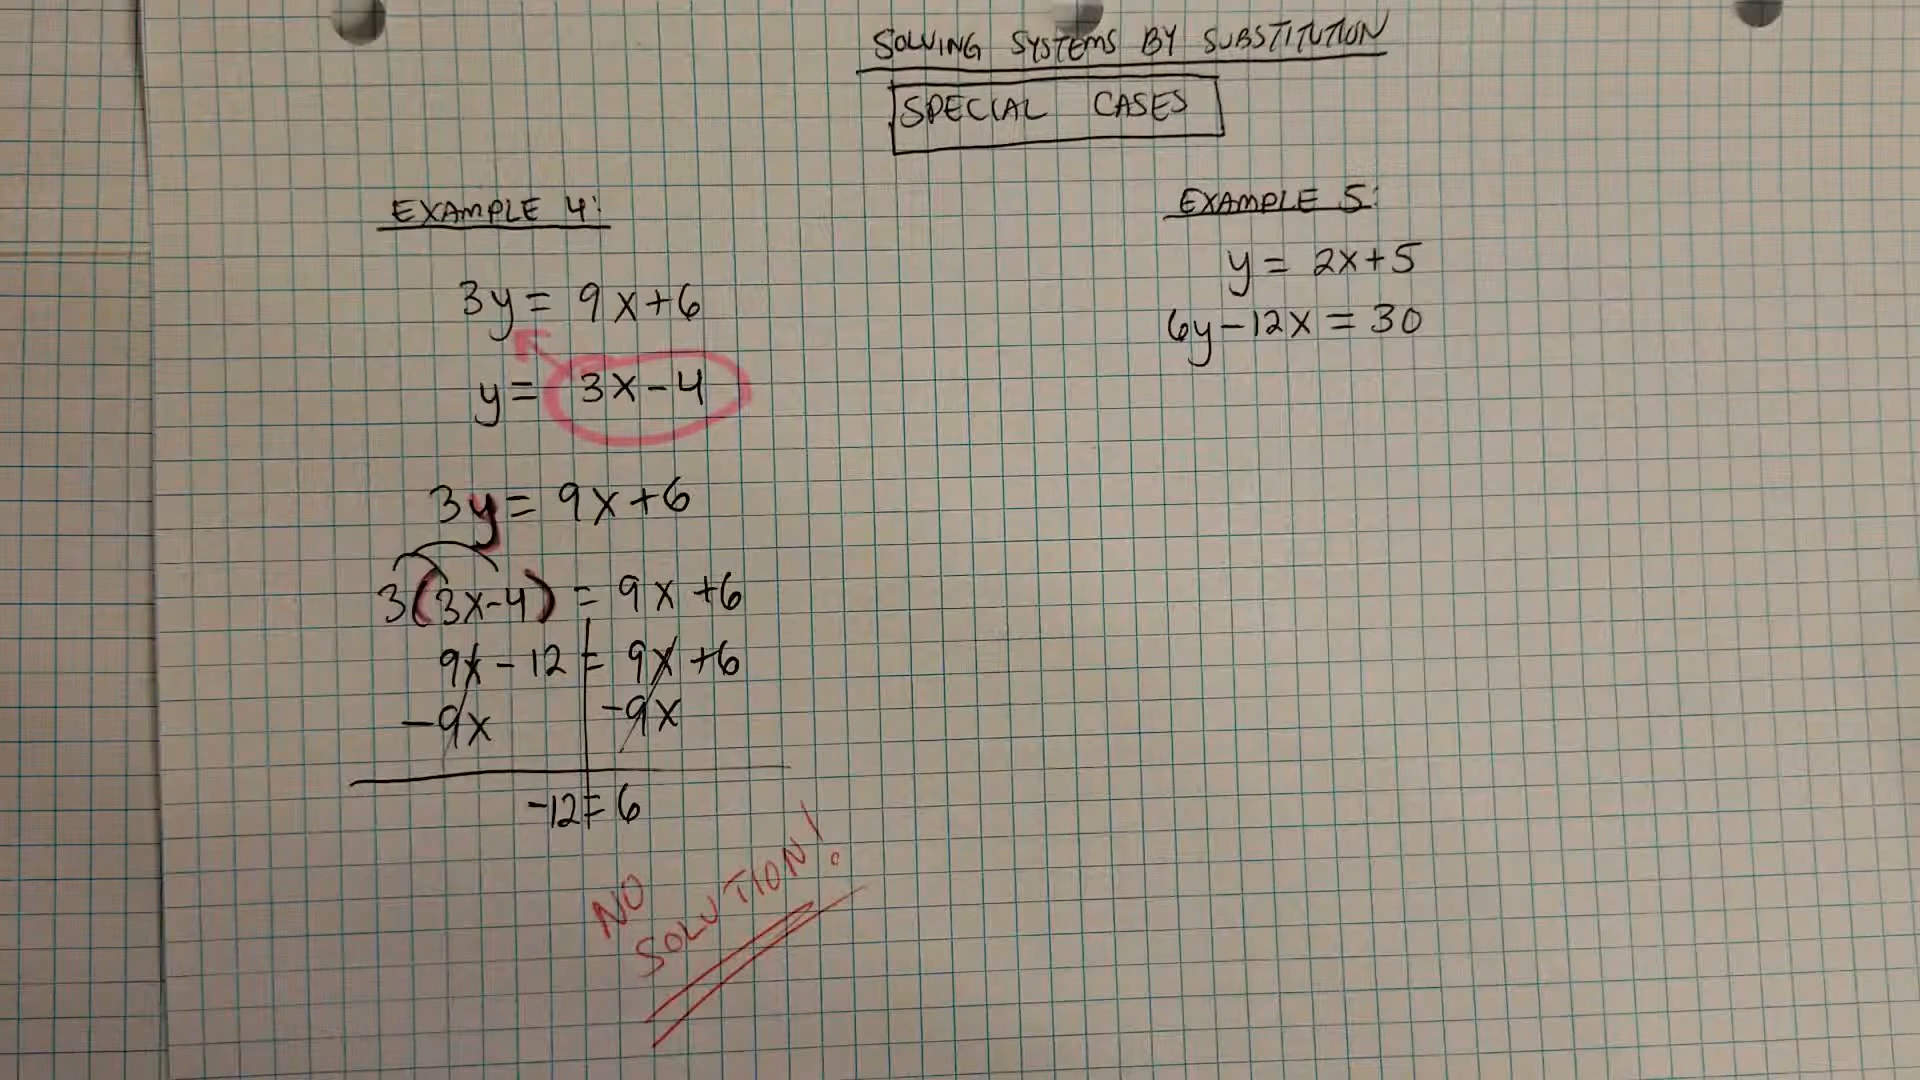 SOLVING SYSTEMS BY SUBSTITUTION
SPECIAL CASES
EXAMPLE 4:
3y = 9x+6
y = 3x-4
3y = 9x+6
3(3x-4) = 9x+6
9x-12 = 9x+6
-9x -9x
-12 = 6
NO
SOLUTION!
EXAMPLE 5:
y = 2x+5
6y-12x = 30